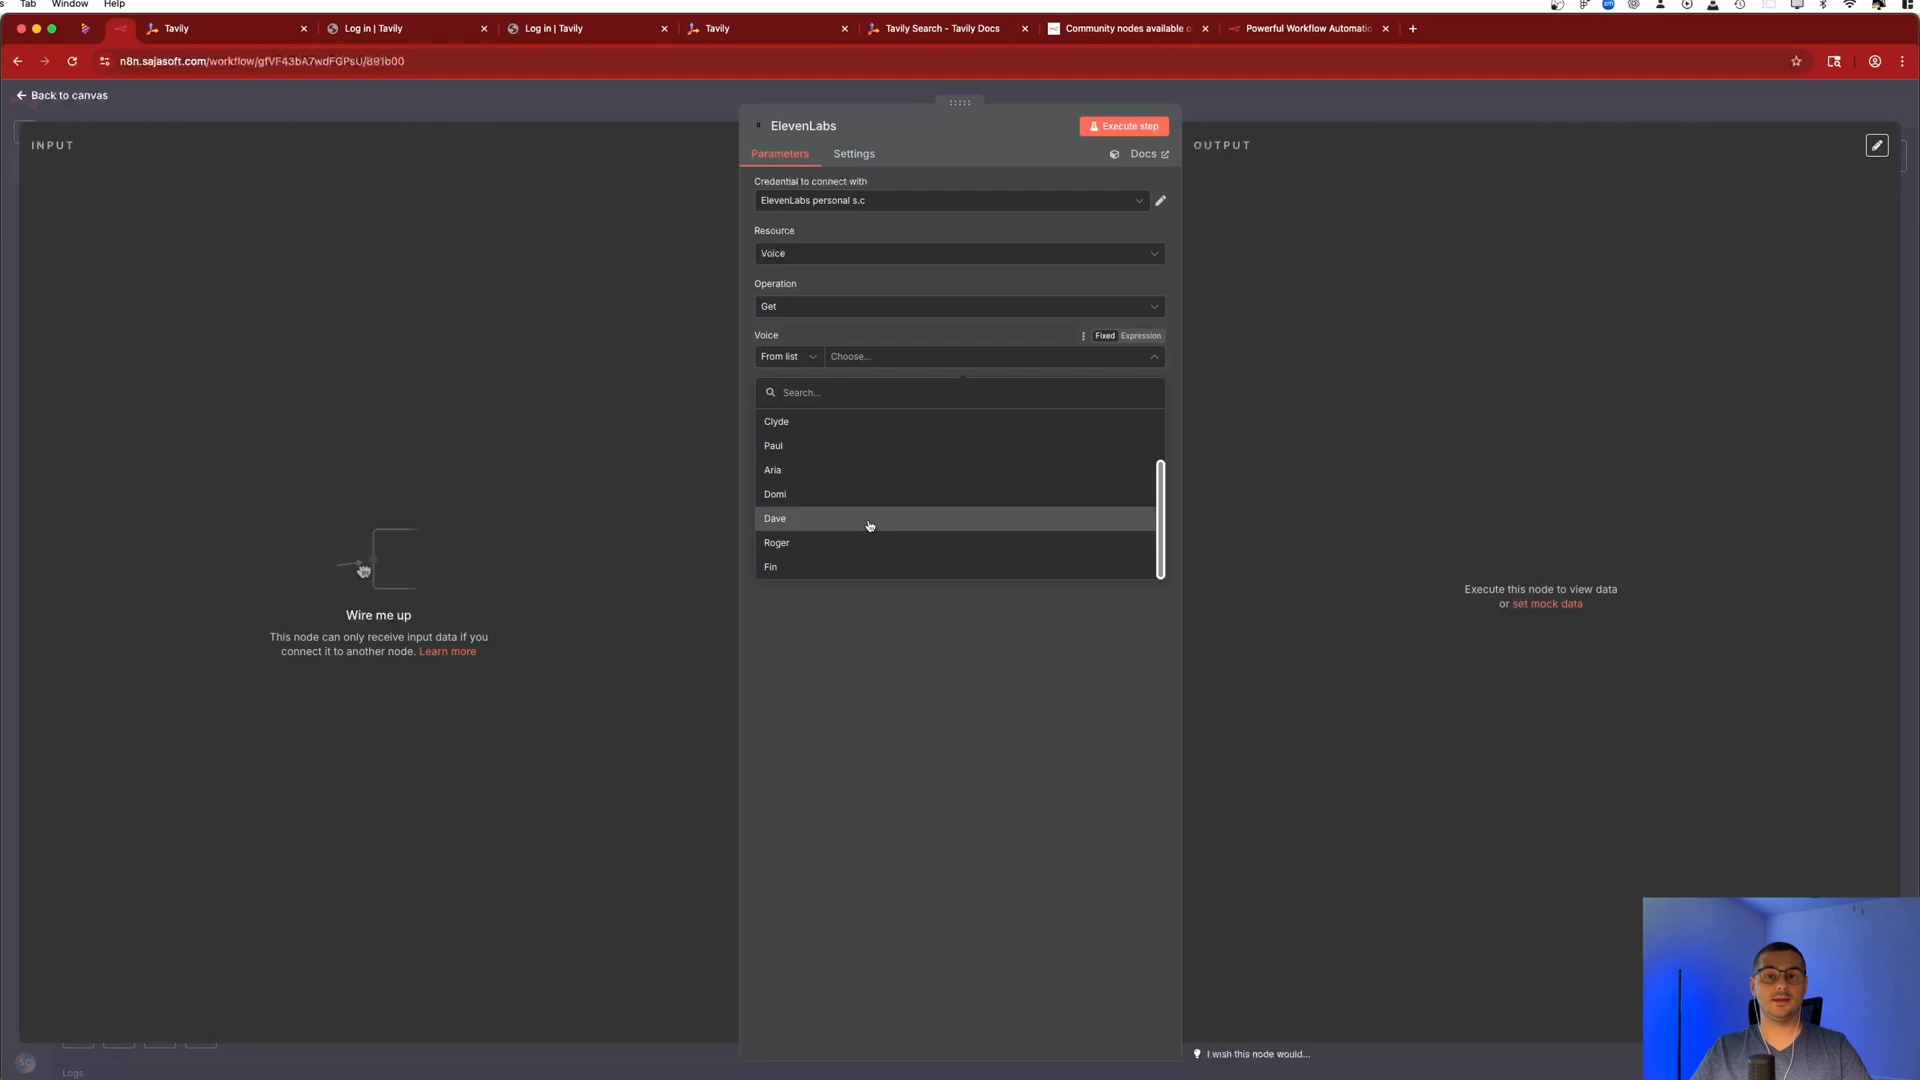 Tab Window Help
Tavily
Log in | Tavily
Log in | Tavily
Tavily
Tavily Search - Tavily Docs
Community nodes available o
Powerful Workflow Automatic
n8n.sajasoft.com/workflow/gfVF43bA7wdFGPsU/891b00
Back to canvas
INPUT
ElevenLabs
Execute step
Parameters
Settings
Docs
OUTPUT
Credential to connect with
ElevenLabs personal s.c
Resource
Voice
Operation
Get
Voice
Fixed
Expression
From list
Choose...
Search...
Clyde
Paul
Aria
Domi
Dave
Roger
Fin
Wire me up
This node can only receive input data if you
connect it to another node. Learn more
Execute this node to view data
or set mock data
I wish this node would...
Logs